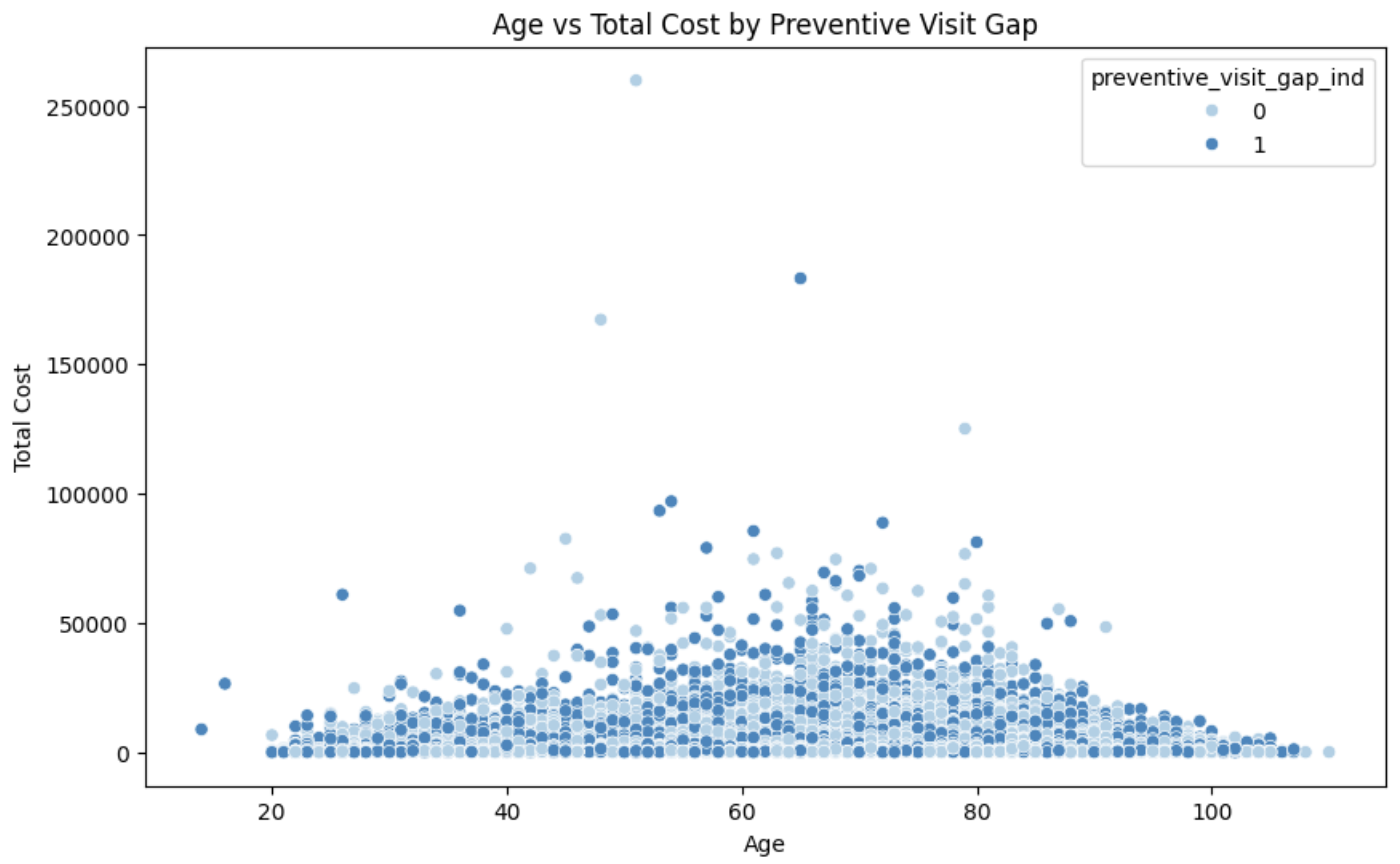 Age vs Total Cost by Preventive Visit Gap
preventive_visit_gap_ind
0
1
250000
200000
150000
100000
50000
0
Total Cost
20 40 60 80 100
Age